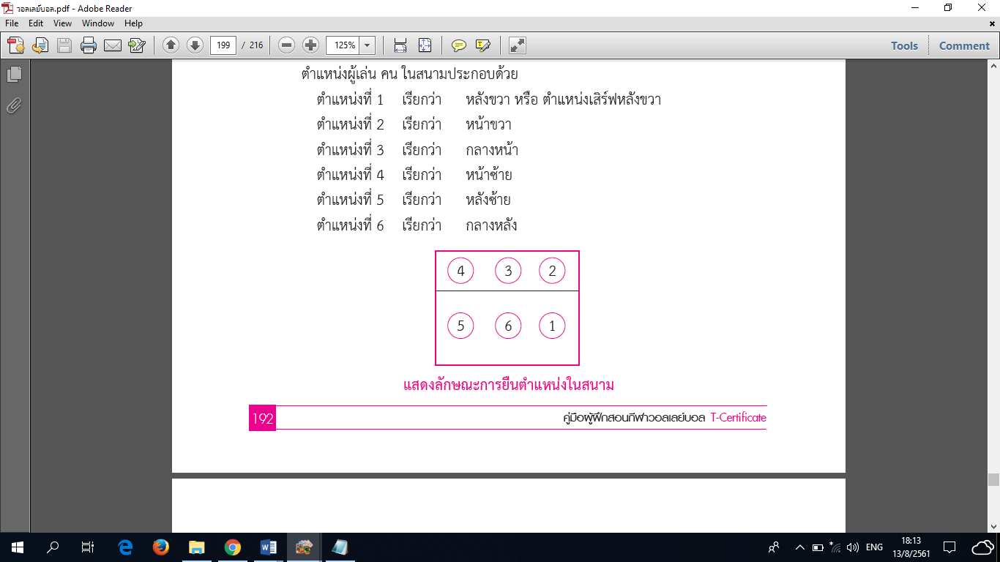 วอลเลย์บอล.pdf - Adobe Reader
File Edit View Window Help
199 / 216 125% Tools Comment
ตำแหน่งผู้เล่น คน ในสนามประกอบด้วย
ตำแหน่งที่ 1 เรียกว่า หลังขวา หรือ ตำแหน่งเสิร์ฟหลังขวา
ตำแหน่งที่ 2 เรียกว่า หน้าขวา
ตำแหน่งที่ 3 เรียกว่า กลางหน้า
ตำแหน่งที่ 4 เรียกว่า หน้าซ้าย
ตำแหน่งที่ 5 เรียกว่า หลังซ้าย
ตำแหน่งที่ 6 เรียกว่า กลางหลัง
4 3 2
5 6 1
แสดงลักษณะการยืนตำแหน่งในสนาม
192 คู่มือผู้ฝึกสอนกีฬาวอลเลย์บอล T-Certificate
ENG 18:13
13/8/2561